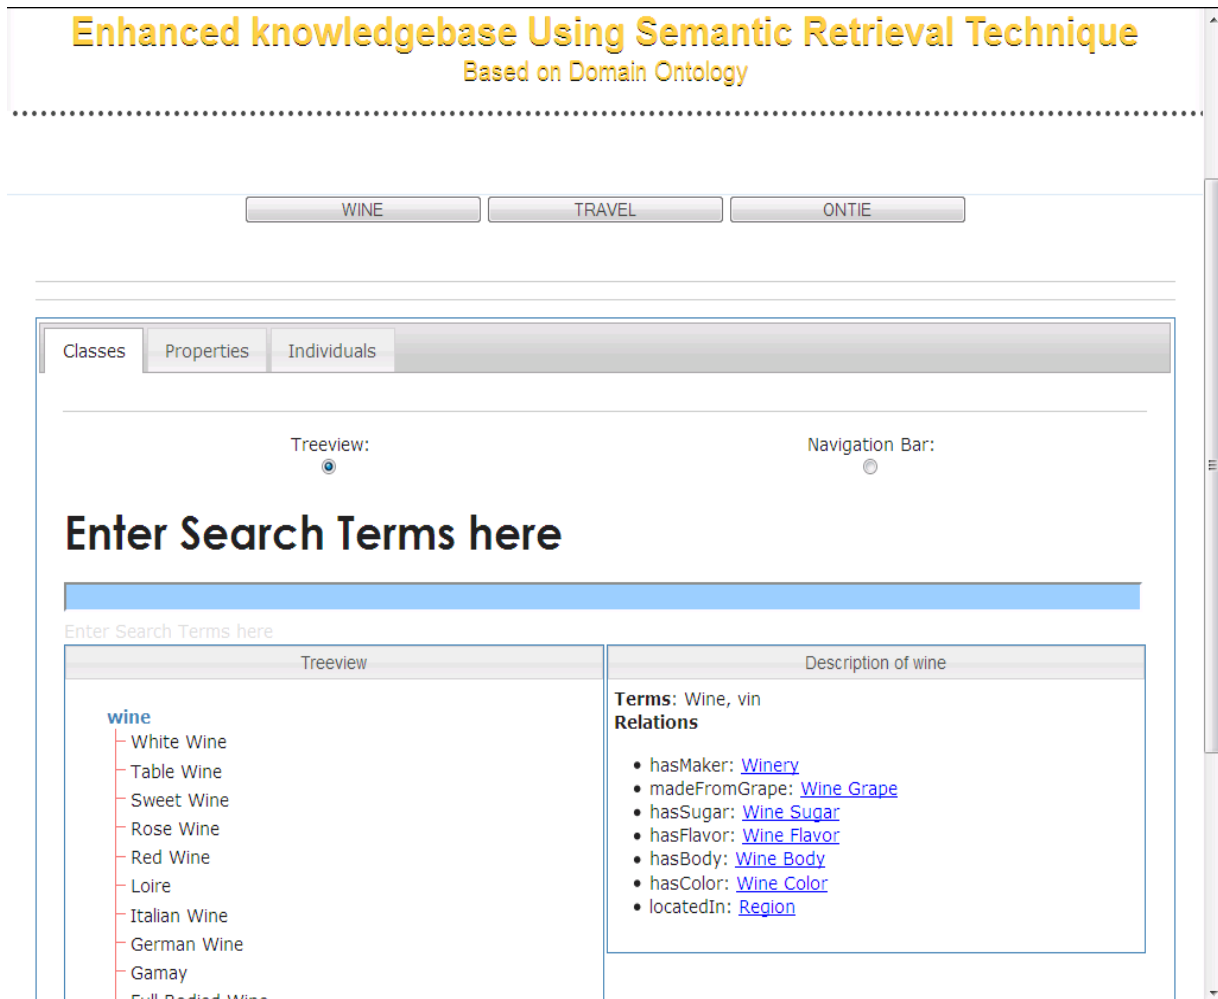 Enhanced knowledgebase Using Semantic Retrieval Technique
Based on Domain Ontology
WINE TRAVEL ONTIE
Classes Properties Individuals
Treeview: Navigation Bar:
Enter Search Terms here
Enter Search Terms here
Treeview Description of wine
Terms: Wine, vin
Relations
wine
White Wine
Table Wine
Sweet Wine
Rose Wine
Red Wine
Loire
Italian Wine
German Wine
Gamay
Full Bodied Wine
hasMaker: Winery
madeFromGrape: Wine Grape
hasSugar: Wine Sugar
hasFlavor: Wine Flavor
hasBody: Wine Body
hasColor: Wine Color
locatedIn: Region